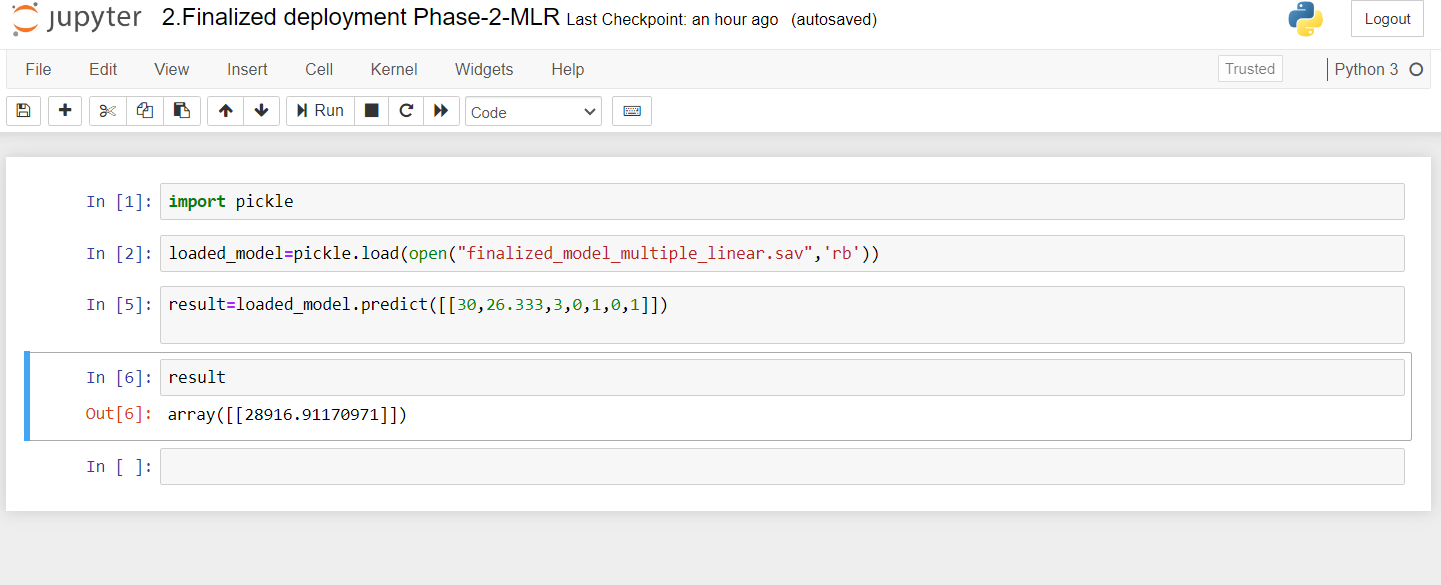 jupyter 2.Finalized deployment Phase-2-MLR Last Checkpoint: an hour ago (autosaved) Logout
File Edit View Insert Cell Kernel Widgets Help Trusted Python 3
Run Code
In [1]: import pickle
In [2]: loaded_model=pickle.load(open("finalized_model_multiple_linear.sav",'rb'))
In [5]: result=loaded_model.predict([[30,26.333,3,0,1,0,1]])
In [6]: result
Out[6]: array([[28916.91170971]])
In [ ]: